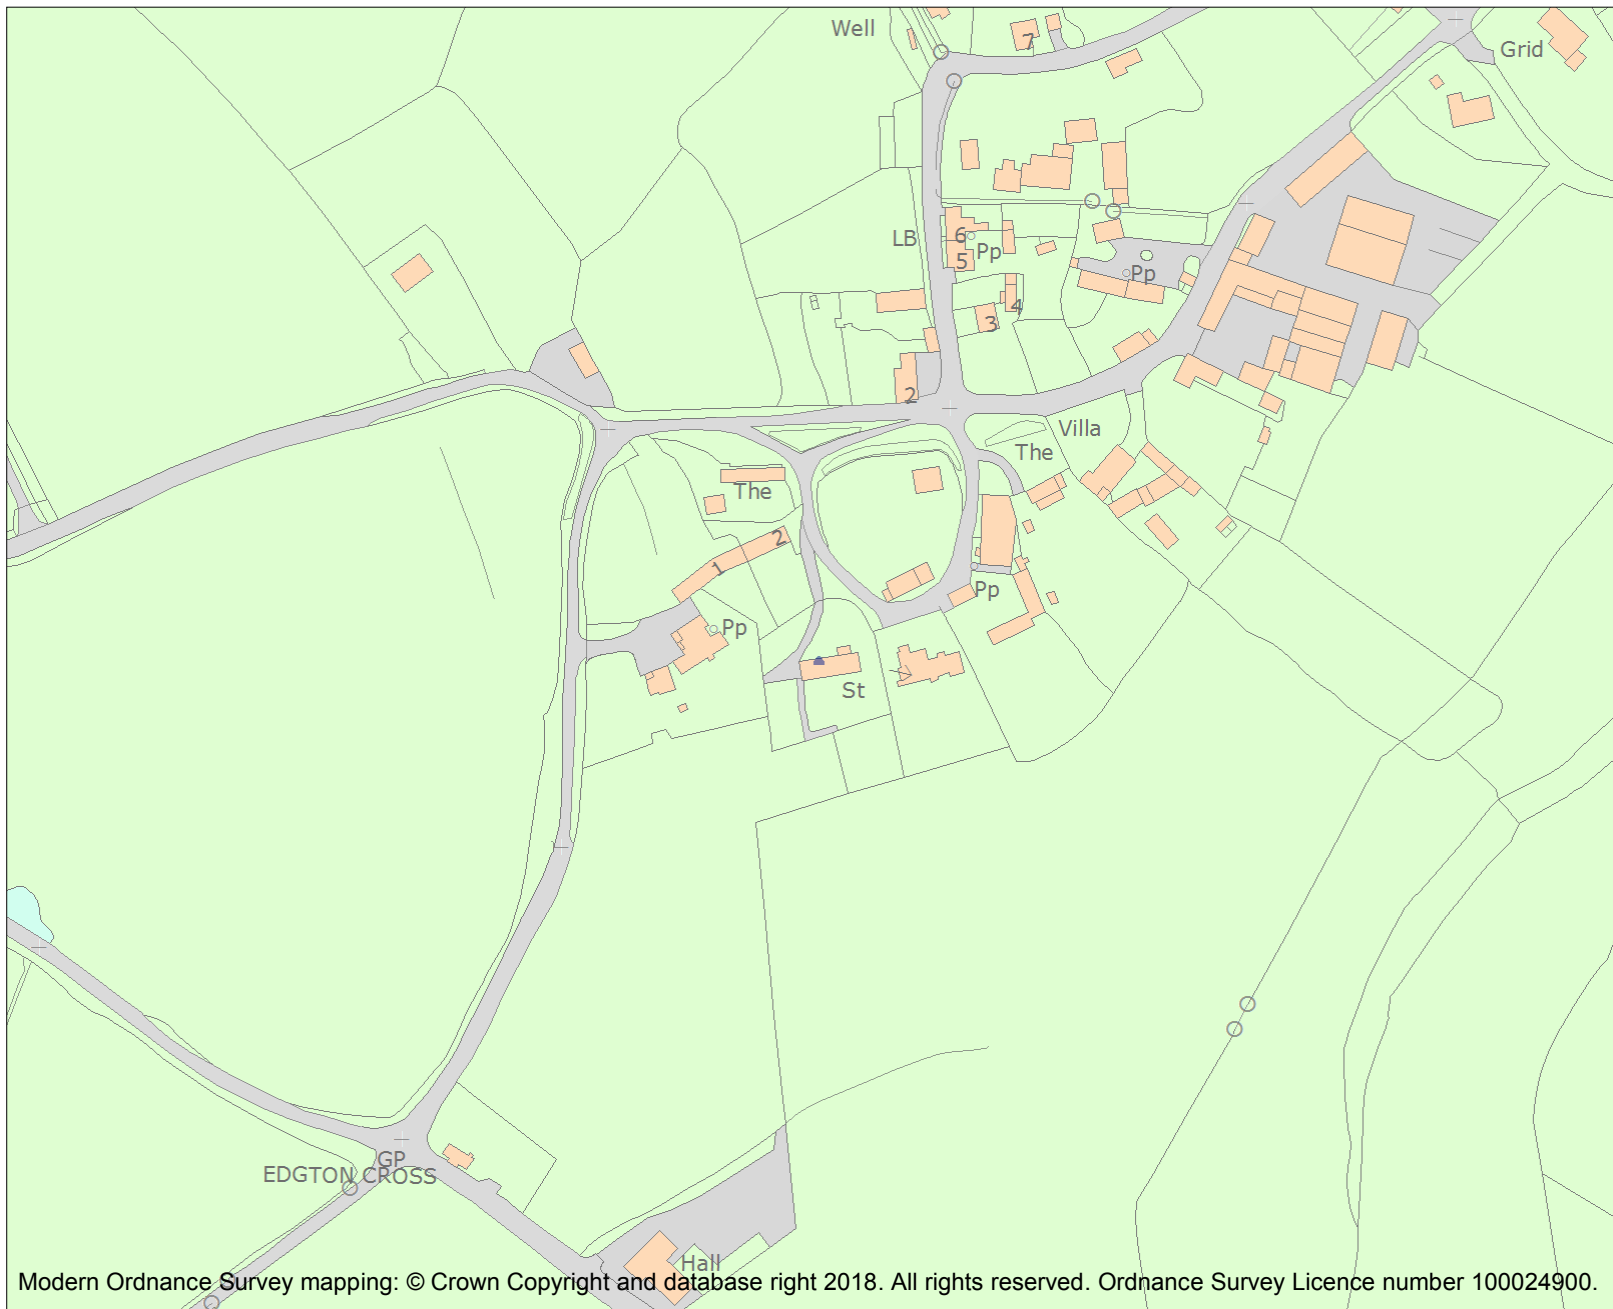 Well
7
Grid
LB
6
Pp
5
Pp
4
3
2
Villa
The
The
2
1
Pp
Pp
St
GP
EDGTON CROSS
Hall
Modern Ordnance Survey mapping: © Crown Copyright and database right 2018. All rights reserved. Ordnance Survey Licence number 100024900.